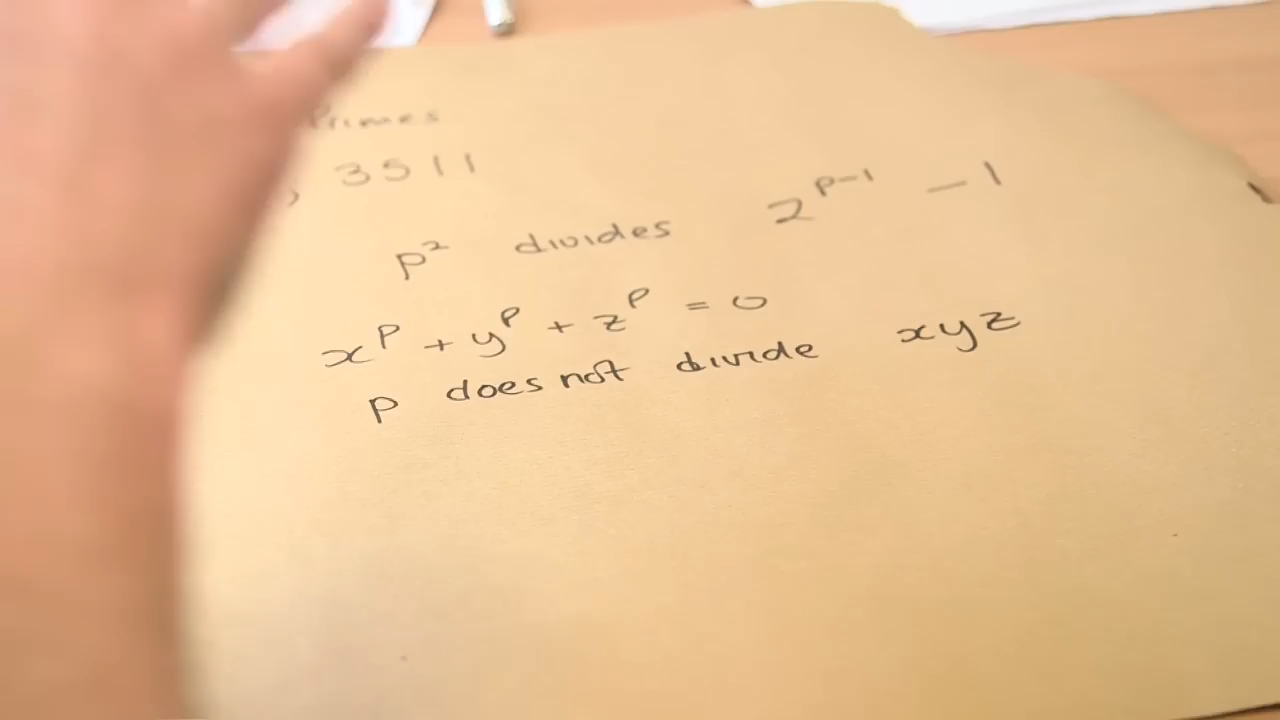 Primes
, 3511
p² divides 2^{p-1} - 1
x^p + y^p + z^p = 0
p does not divide xyz